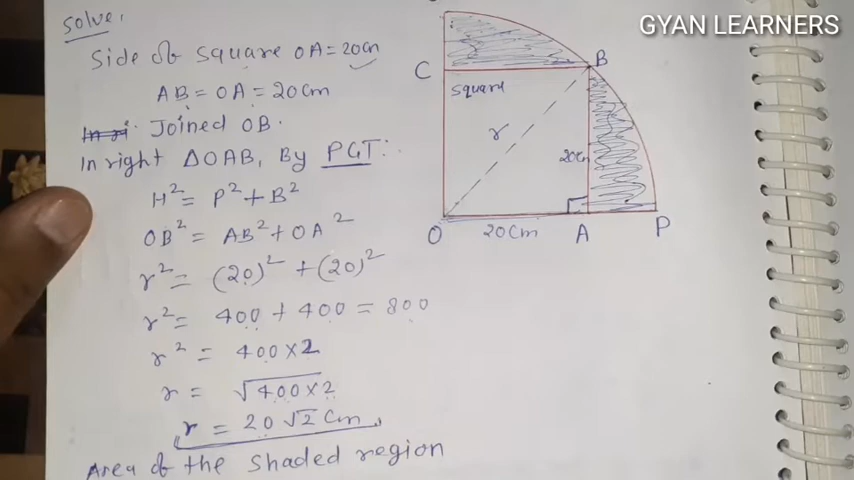 GYAN LEARNERS
Solve,
Side of square OA = 20cm
AB = OA = 20cm
Joined OB.
In right △OAB, By PGT:
H² = P² + B²
OB² = AB² + OA²
r² = (20)² + (20)²
r² = 400 + 400 = 800
r² = 400 × 2
r = √400×2
r = 20√2 cm
Area of the shaded region
C
B
square
r
20cm
O
20cm
A
P